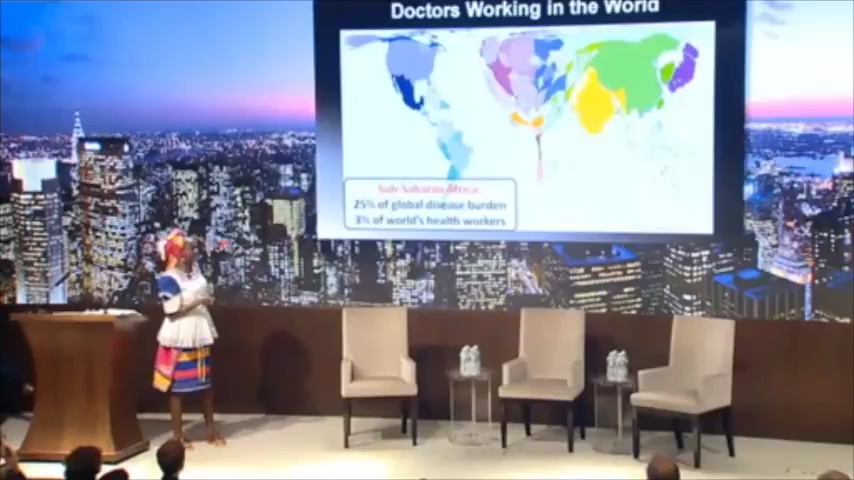 Doctors Working in the World
Sub-Saharan Africa:
25% of global disease burden
3% of world's health workers